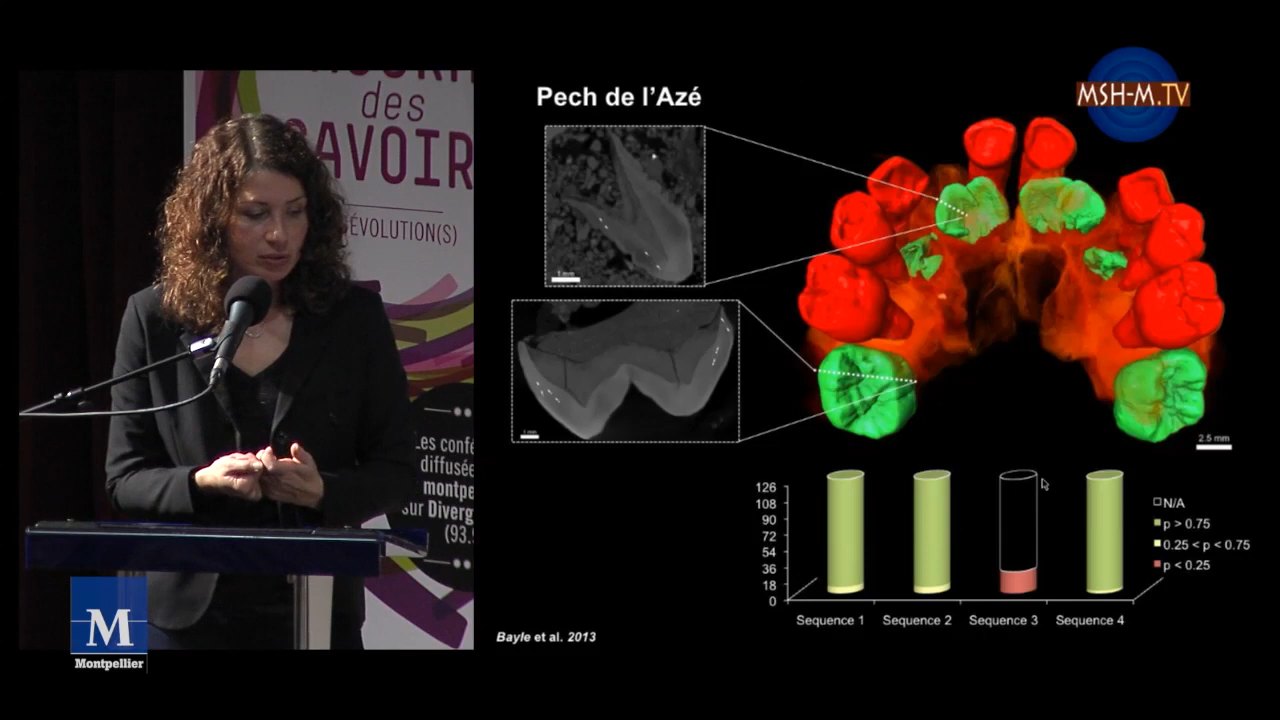 des
SAVOIR
ÉVOLUTION(S)
Les confé
diffusée
montpe
sur Diverg
(93.9
M
Montpellier
Pech de l'Azé
MSH-M.TV
1 mm
1 mm
2.5 mm
126
108
90
72
54
36
18
0
Sequence 1
Sequence 2
Sequence 3
Sequence 4
N/A
p > 0.75
0.25 < p < 0.75
p < 0.25
Bayle et al. 2013